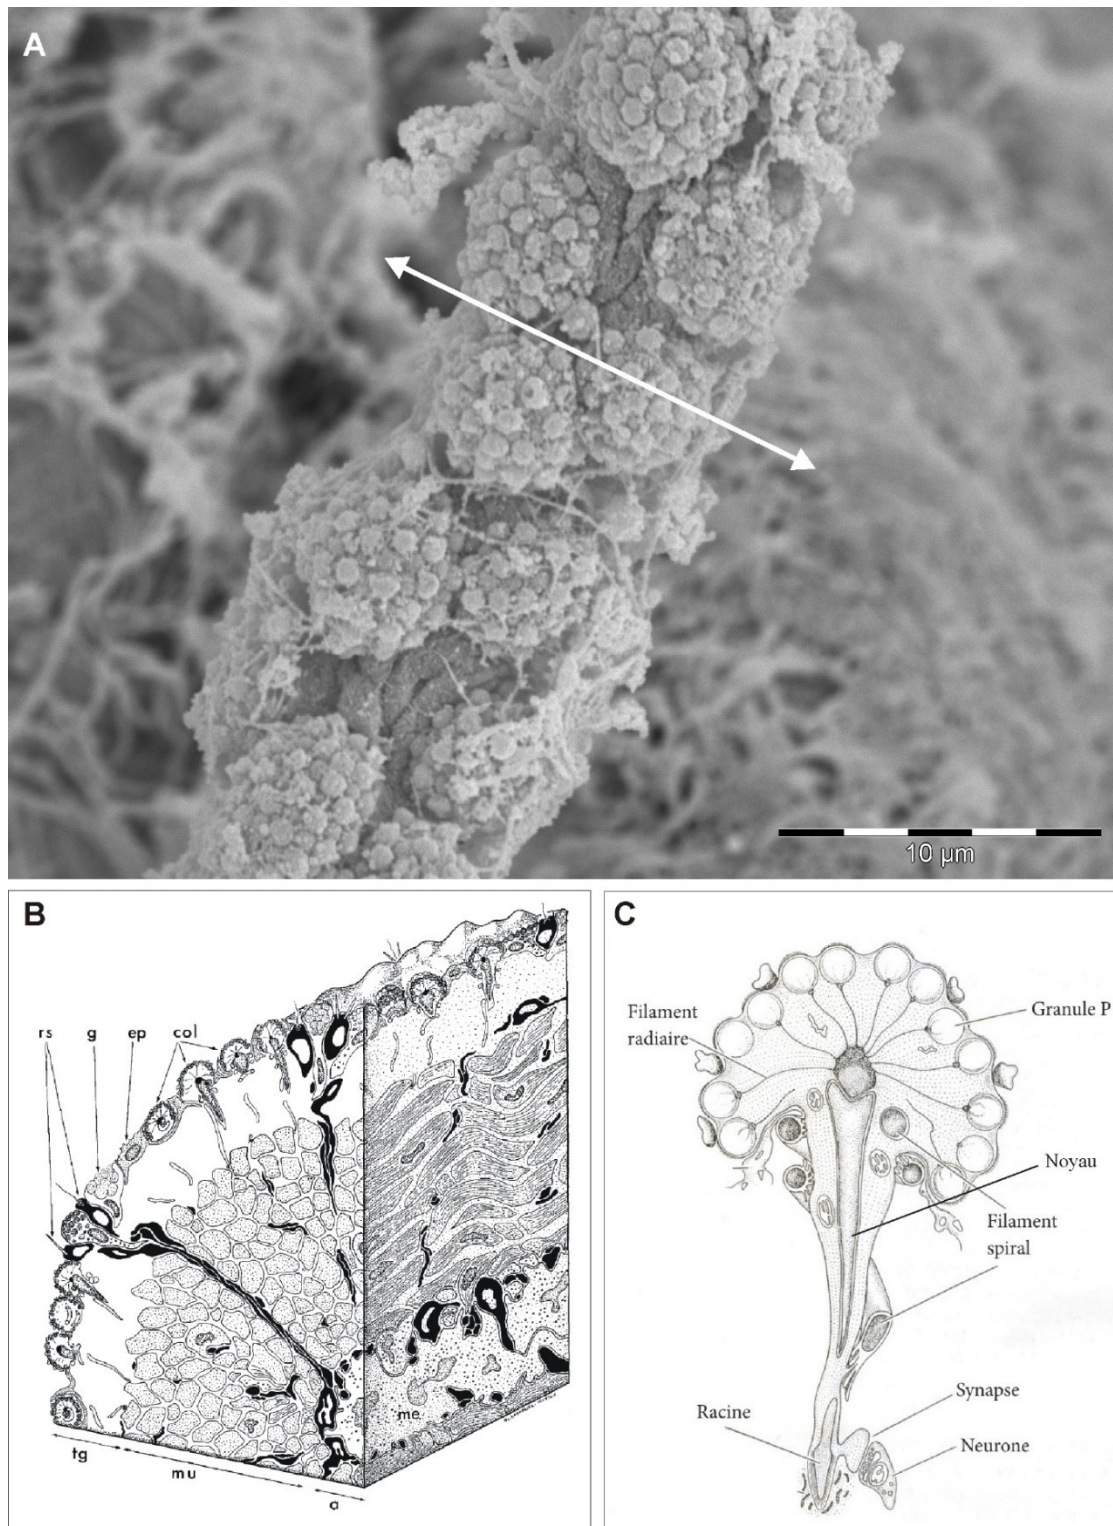 A
10 µm
B
rs g ep col
tg
mu
a
me
C
Filament
radiaire
Granule P
Noyau
Filament
spiral
Synapse
Racine
Neurone